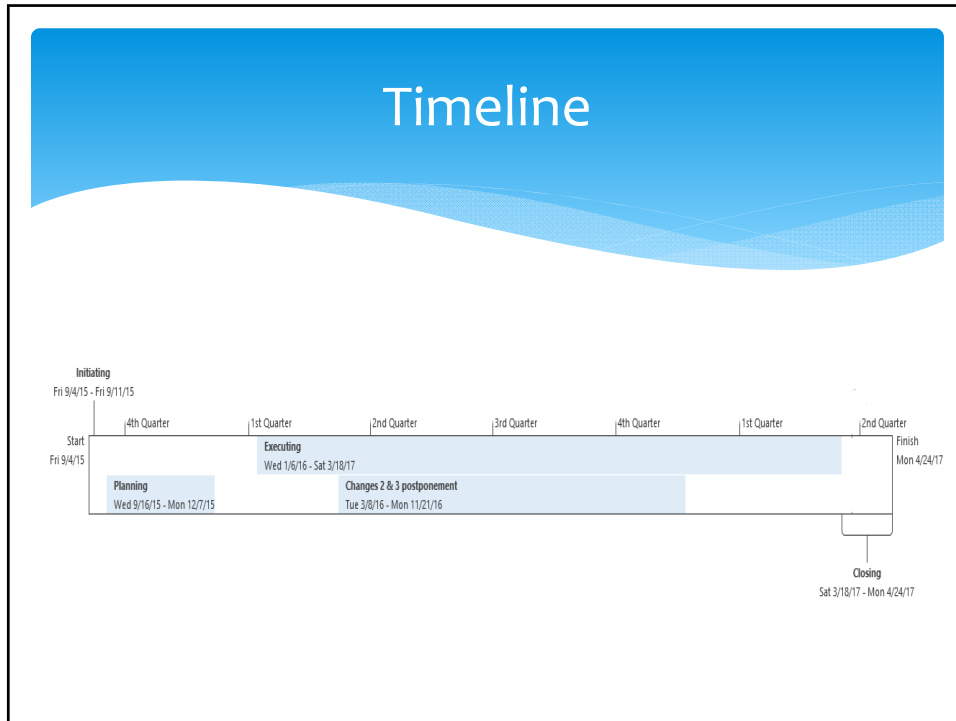 Timeline
Initiating
Fri 9/4/15 - Fri 9/11/15
4th Quarter 1st Quarter 2nd Quarter 3rd Quarter 4th Quarter 1st Quarter 2nd Quarter
Start
Fri 9/4/15
Executing
Wed 1/6/16 - Sat 3/18/17
Finish
Mon 4/24/17
Planning
Wed 9/16/15 - Mon 12/7/15
Changes 2 & 3 postponement
Tue 3/8/16 - Mon 11/21/16
Closing
Sat 3/18/17 - Mon 4/24/17